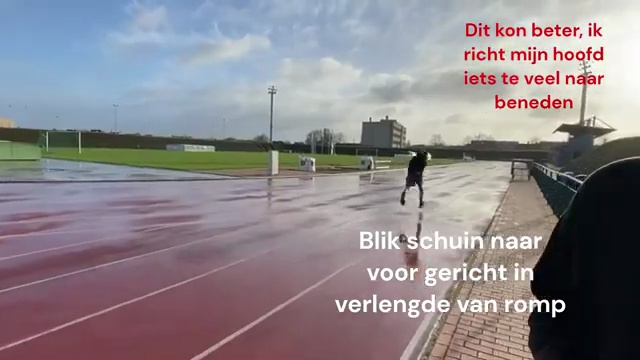 Dit kon beter, ik
richt mijn hoofd
iets te veel naar
beneden
Blik schuin naar
voor gericht in
verlengde van romp